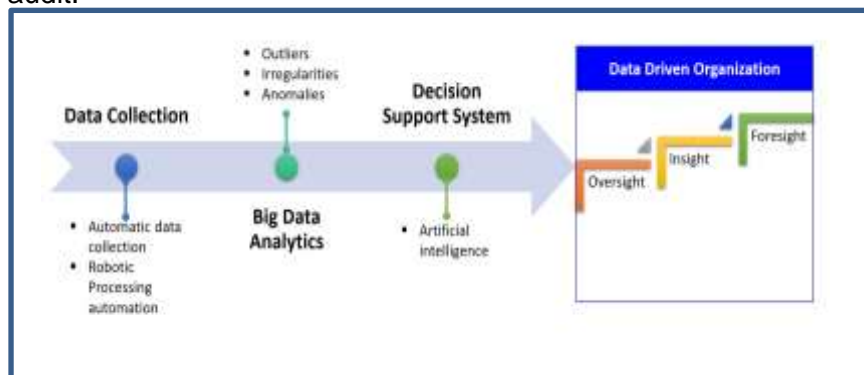 audit.
Data Collection
• Automatic data
collection
• Robotic
Processing
automation
• Outliers
• Irregularities
• Anomalies
Big Data
Analytics
Decision
Support System
• Artificial
intelligence
Data Driven Organization
Oversight
Insight
Foresight